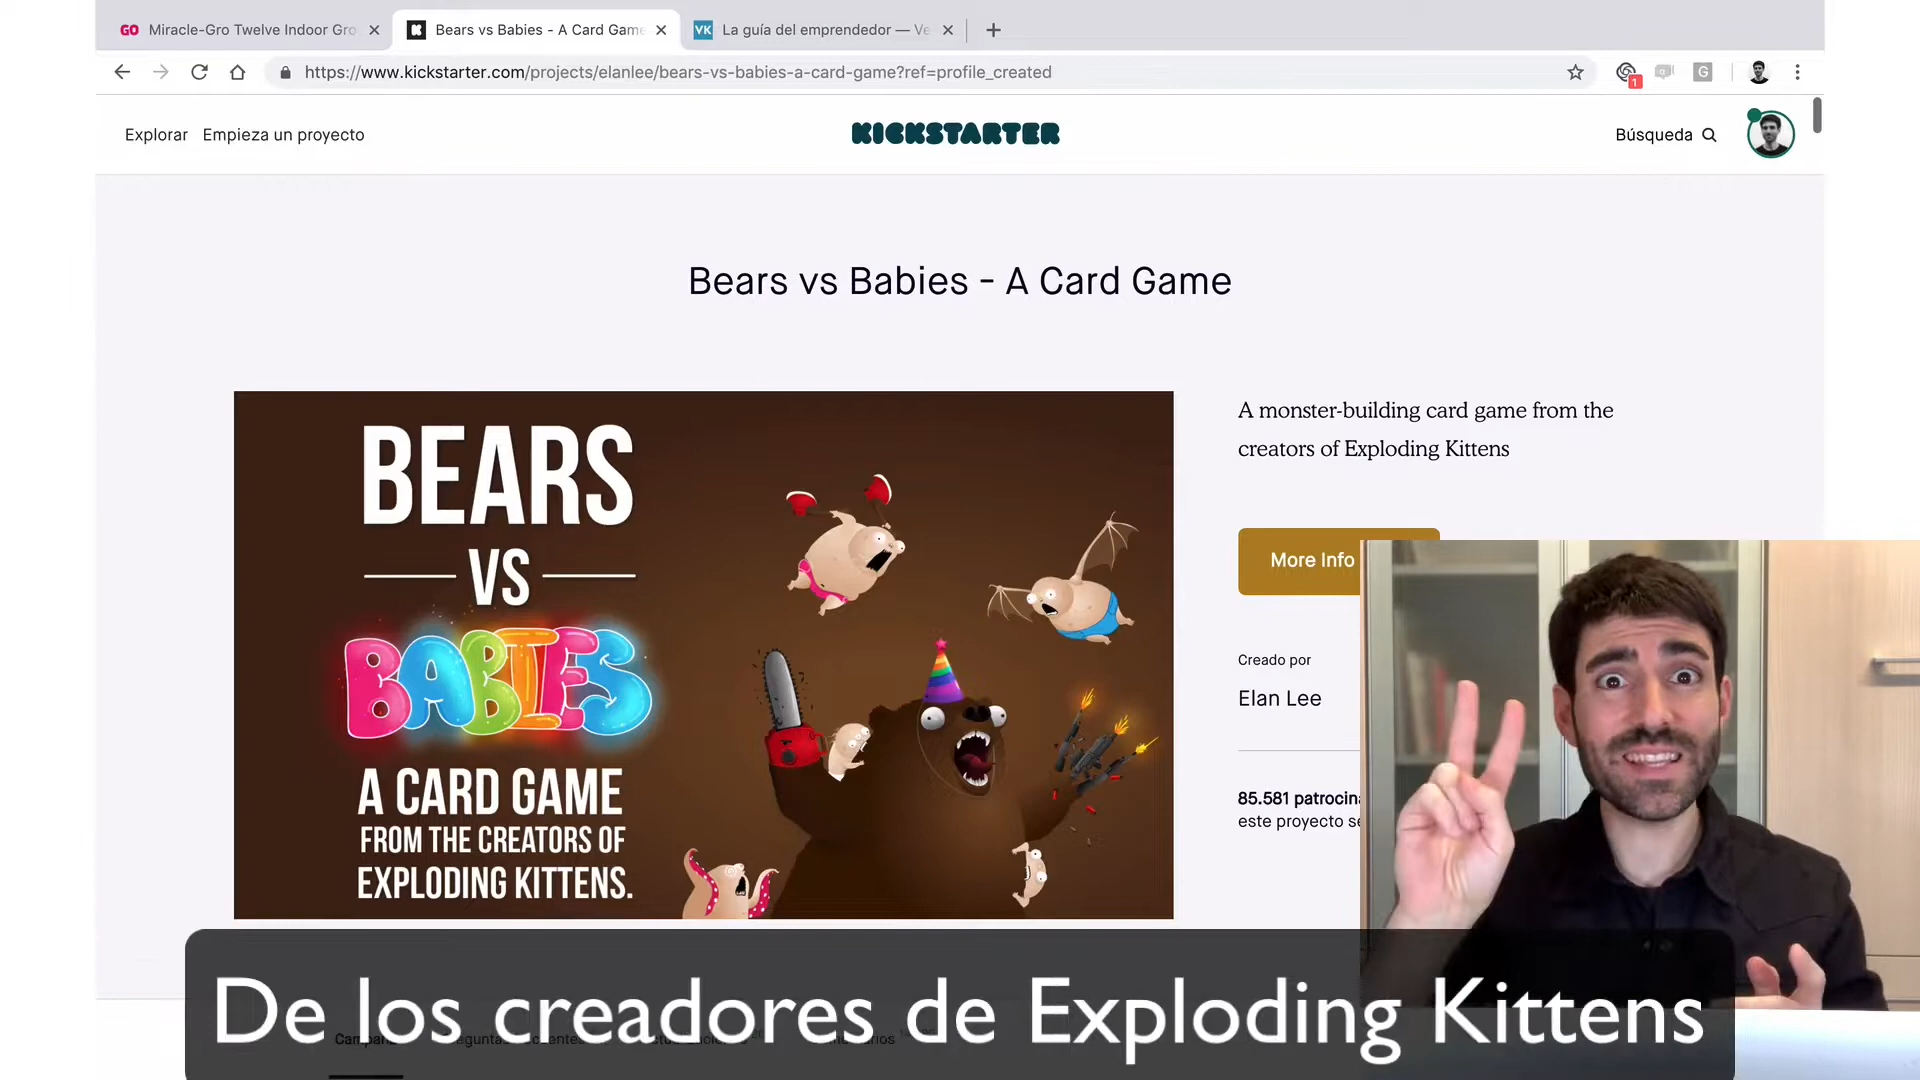 Miracle-Gro Twelve Indoor Gro
Bears vs Babies - A Card Game
La guía del emprendedor — Ve
https://www.kickstarter.com/projects/elanlee/bears-vs-babies-a-card-game?ref=profile_created
1
Explorar Empieza un proyecto
KICKSTARTER
Búsqueda
Bears vs Babies - A Card Game
BEARS
VS
BABIES
A CARD GAME
FROM THE CREATORS OF
EXPLODING KITTENS.
A monster-building card game from the
creators of Exploding Kittens
More Info
Creado por
Elan Lee
85.581 patrocina
este proyecto se
De los creadores de Exploding Kittens